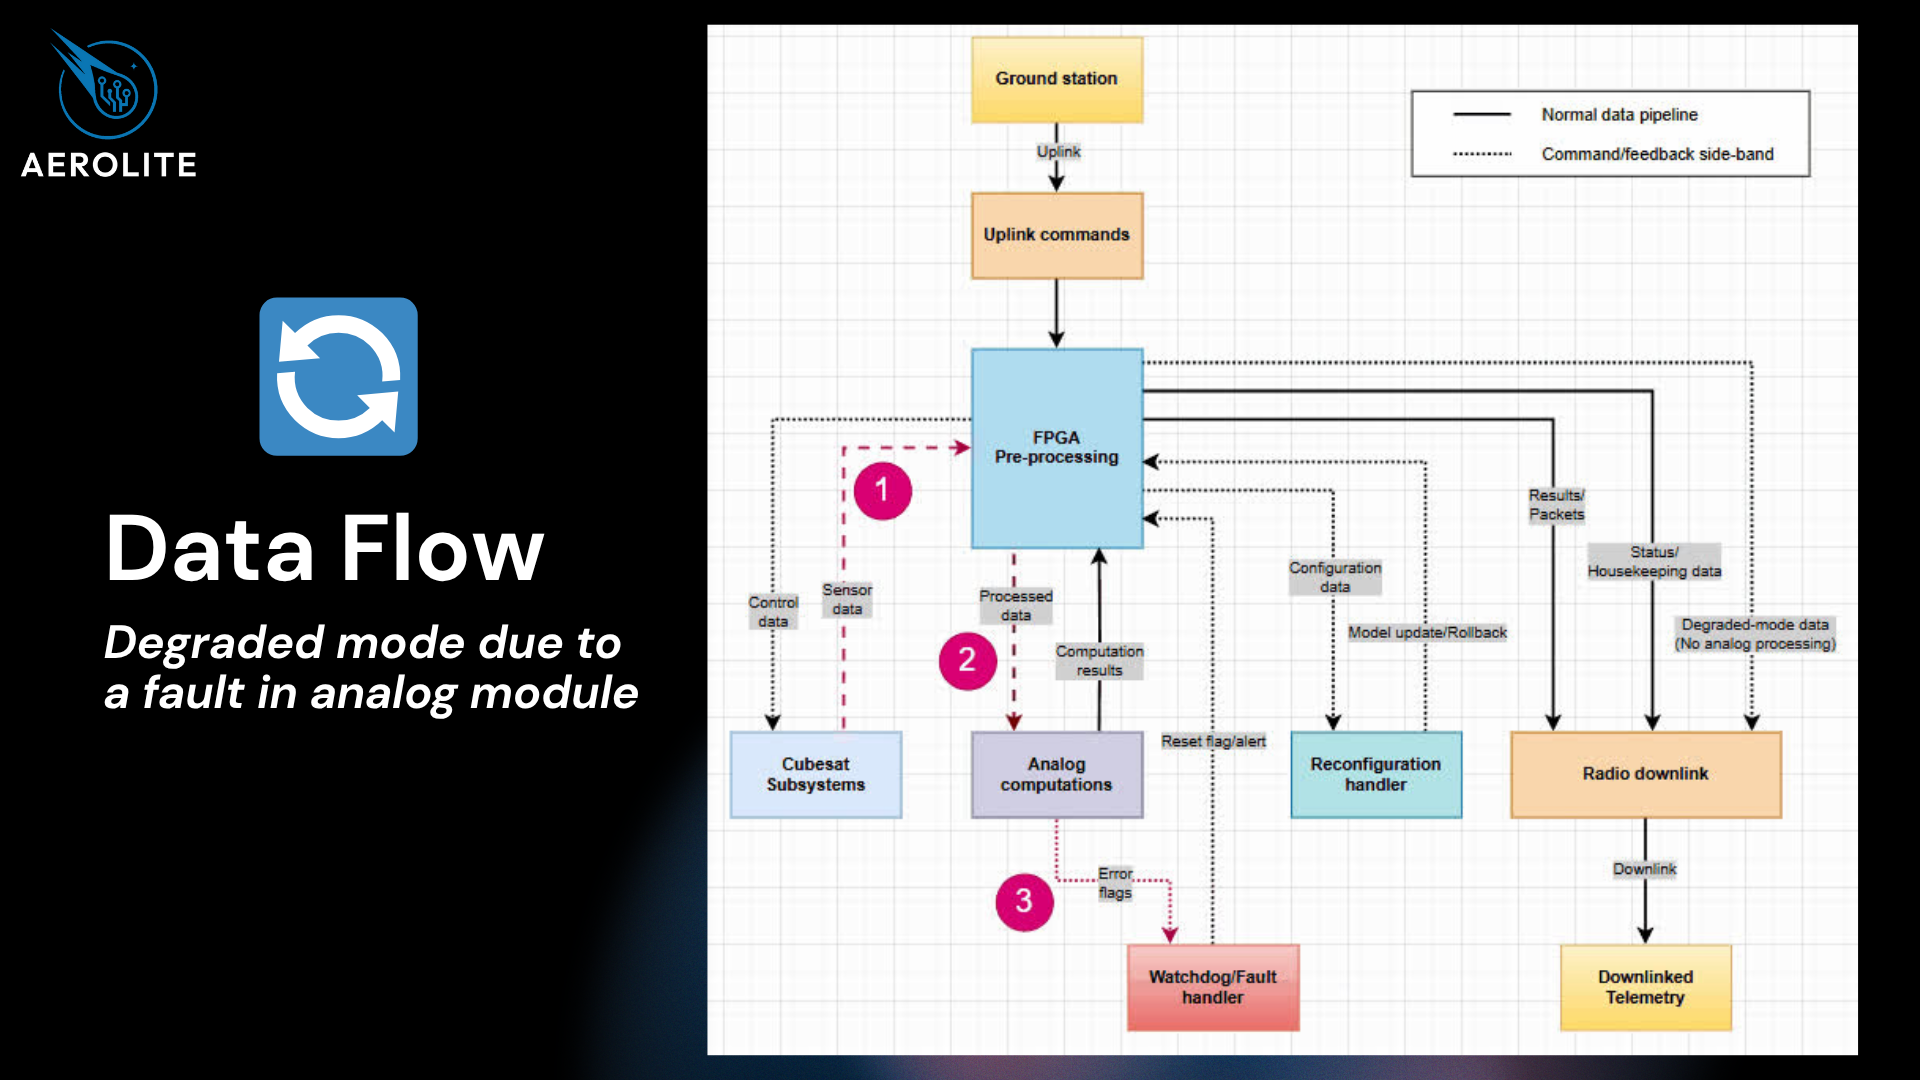 AEROLITE
Data Flow
Degraded mode due to
a fault in analog module
Ground station
Uplink
Uplink commands
Normal data pipeline
Command/feedback side-band
FPGA
Pre-processing
1
Control
data
Sensor
data
Processed
data
2
Computation
results
Configuration
data
Model update/Rollback
Results/
Packets
Status/
Housekeeping data
Degraded-mode data
(No analog processing)
Reset flag/alert
Cubesat
Subsystems
Analog
computations
Reconfiguration
handler
Radio downlink
Error
flags
3
Downlink
Watchdog/Fault
handler
Downlinked
Telemetry